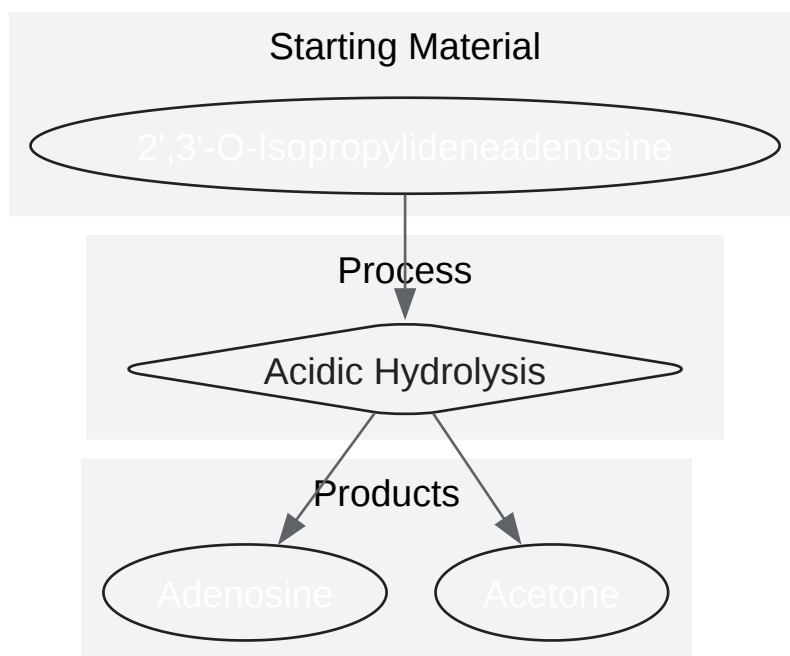 Starting Material
2',3'-O-Isopropylideneadenosine
Process
Acidic Hydrolysis
Products
Adenosine
Acetone